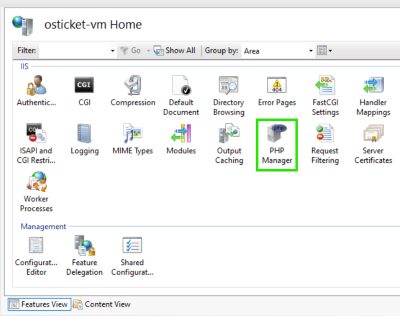 osticket-vm Home
Filter:
Go
Show All
Group by:
Area
IIS
Authentic...
CGI
CGI
Compression
Default
Document
Directory
Browsing
404
Error Pages
FastCGI
Settings
Handler
Mappings
ISAPI and
CGI Restri...
CGI
Logging
MIME Types
Modules
Output
Caching
PHP
Manager
Request
Filtering
Server
Certificates
Worker
Processes
Management
Configurat...
Editor
Feature
Delegation
Shared
Configurat...
Features View
Content View